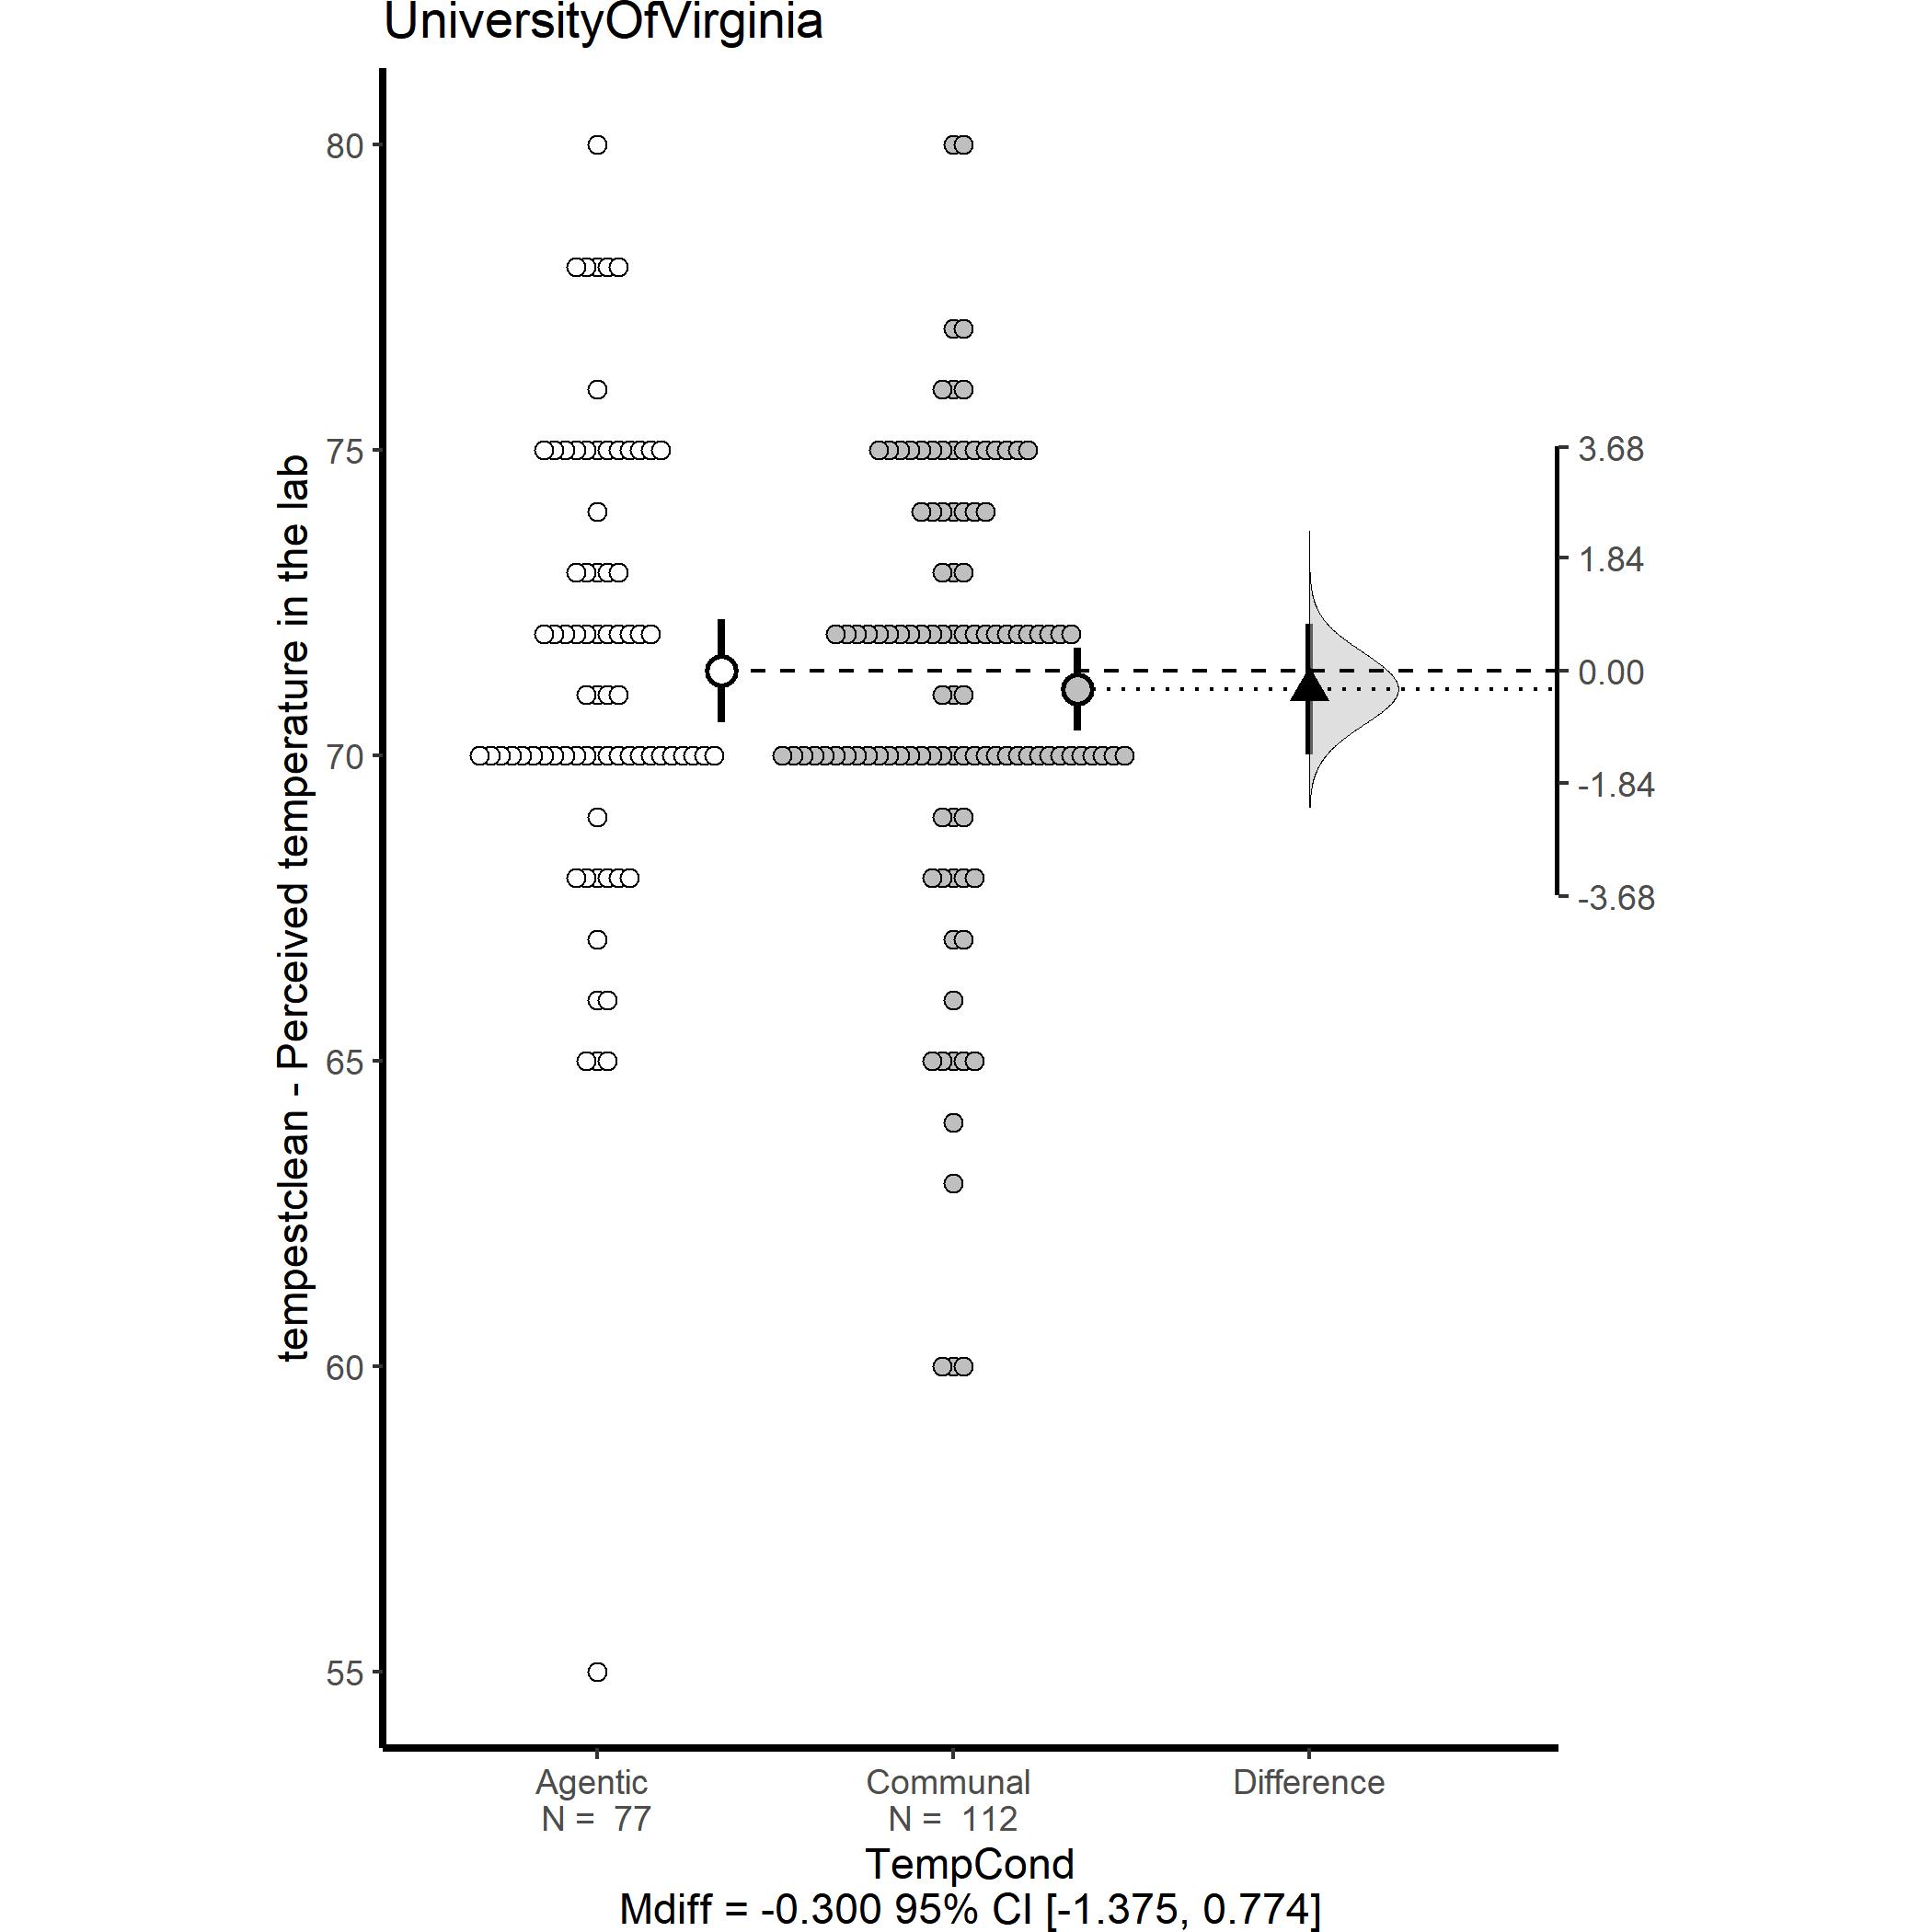 UniversityOfVirginia
tempestclean - Perceived temperature in the lab
80
75
70
65
60
55
3.68
1.84
0.00
-1.84
-3.68
Agentic
N =  77
Communal
N =  112
Difference
TempCond
Mdiff = -0.300 95% CI [-1.375, 0.774]